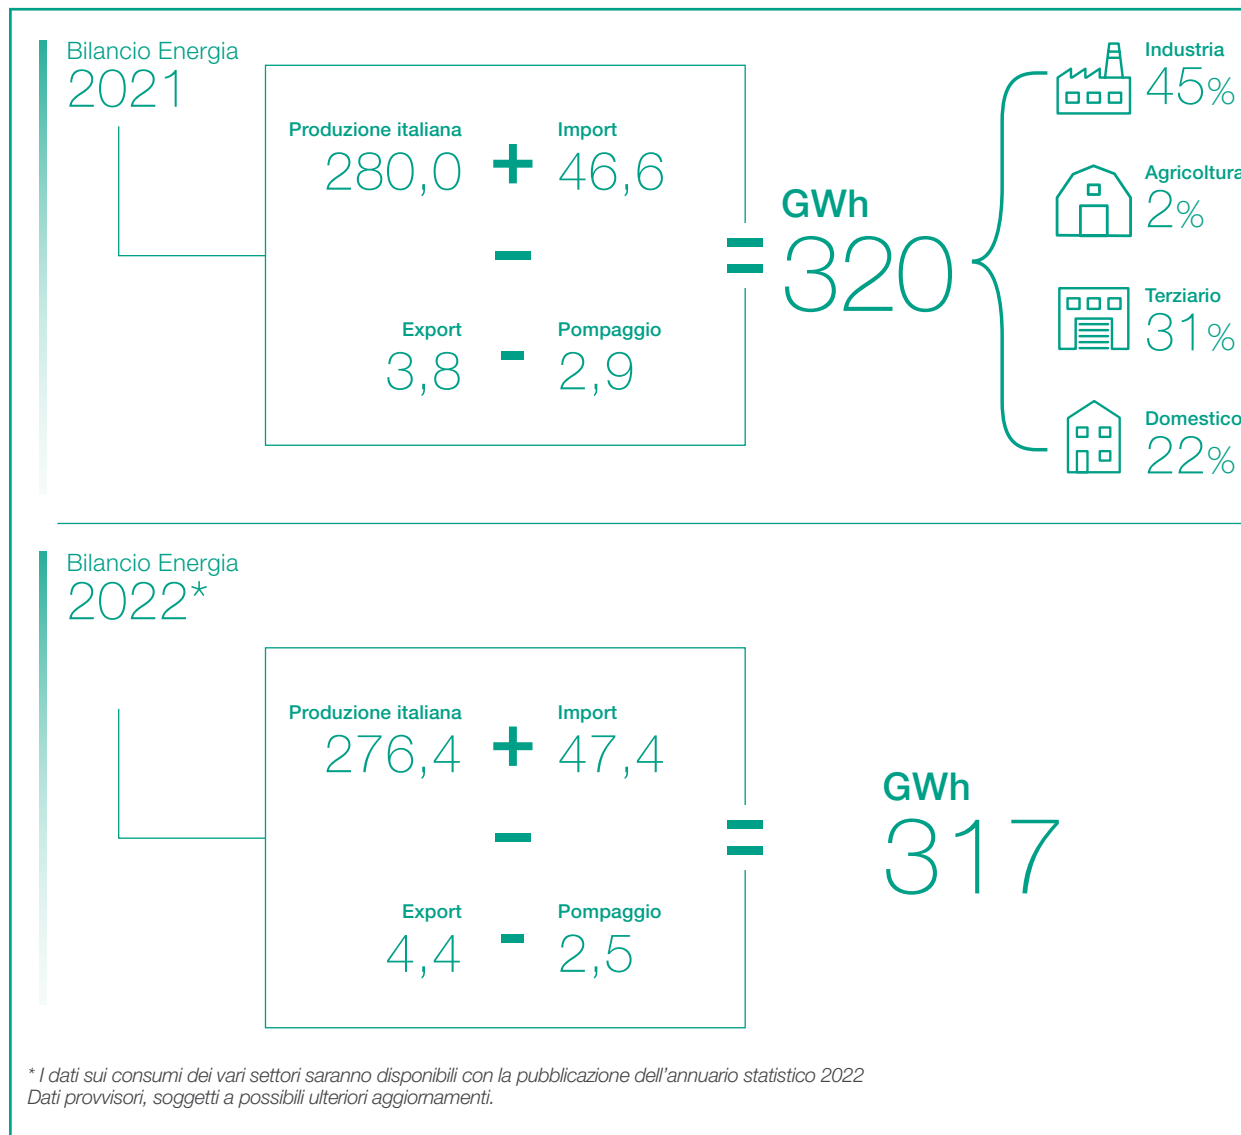 Bilancio Energia
2021
Produzione italiana
280,0
+
Import
46,6
-
Export
3,8
-
Pompaggio
2,9
=
GWh
320
Industria
45%
Agricoltura
2%
Terziario
31%
Domestico
22%
Bilancio Energia
2022*
Produzione italiana
276,4
+
Import
47,4
-
Export
4,4
-
Pompaggio
2,5
=
GWh
317
* I dati sui consumi dei vari settori saranno disponibili con la pubblicazione dell'annuario statistico 2022
Dati provvisori, soggetti a possibili ulteriori aggiornamenti.